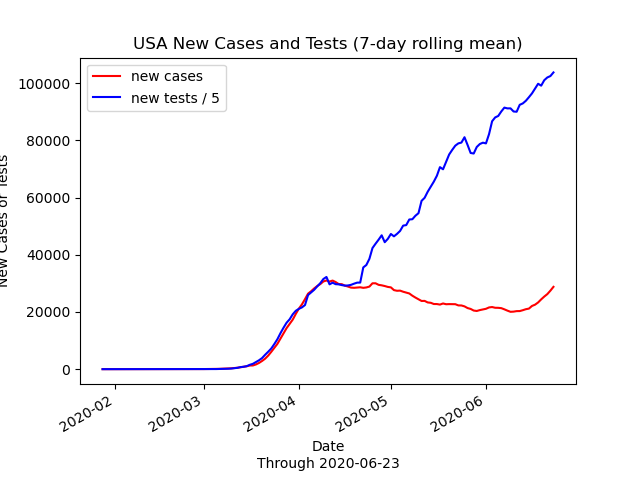 USA New Cases and Tests (7-day rolling mean)
new cases
new tests / 5
100000
80000
60000
40000
20000
0
New Cases or Tests
2020-02
2020-03
2020-04
2020-05
2020-06
Date
Through 2020-06-23